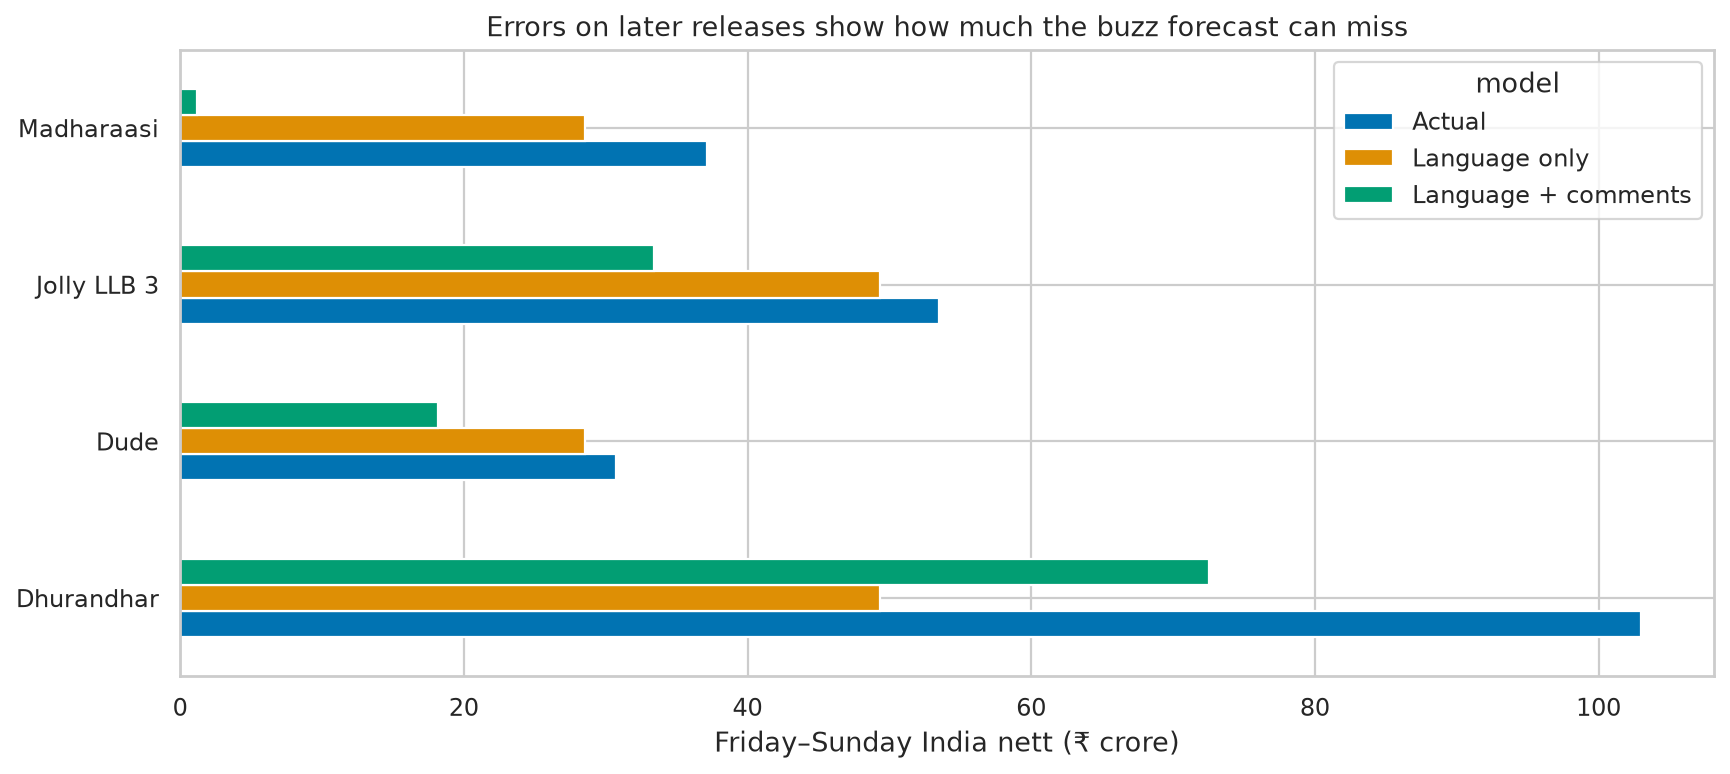 Errors on later releases show how much the buzz forecast can miss
model
Actual
Language only
Language + comments
Madharaasi
Jolly LLB 3
Dude
Dhurandhar
0 20 40 60 80 100
Friday–Sunday India nett (₹ crore)